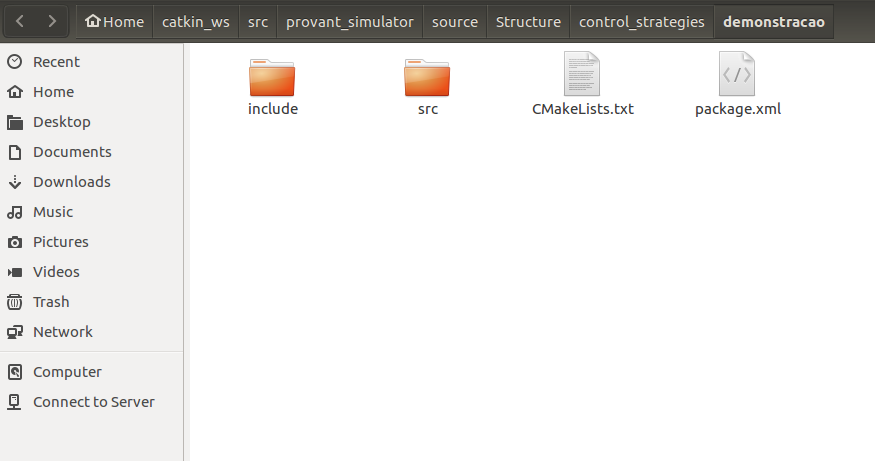 Home catkin_ws src provant_simulator source Structure control_strategies demonstracao
Recent
Home
Desktop
Documents
Downloads
Music
Pictures
Videos
Trash
Network
Computer
Connect to Server
include src CMakeLists.txt package.xml